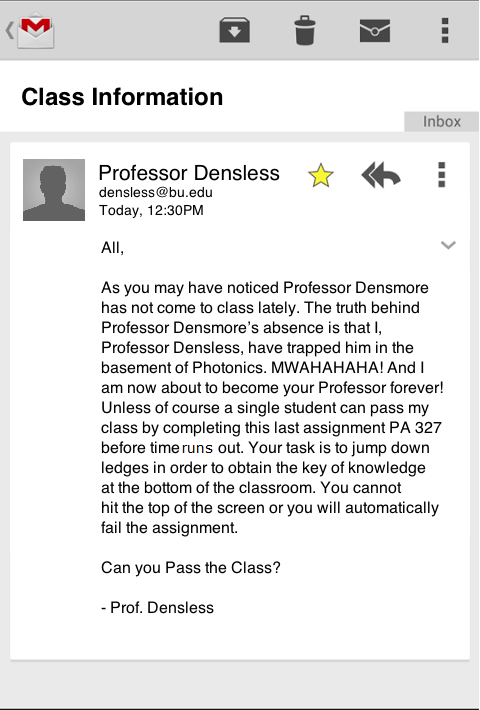 Class Information
Inbox
Professor Densless
densless@bu.edu
Today, 12:30PM
All,
As you may have noticed Professor Densmore
has not come to class lately. The truth behind
Professor Densmore's absence is that I,
Professor Densless, have trapped him in the
basement of Photonics. MWAHAHAHA! And I
am now about to become your Professor forever!
Unless of course a single student can pass my
class by completing this last assignment PA 327
before time runs out. Your task is to jump down
ledges in order to obtain the key of knowledge
at the bottom of the classroom. You cannot
hit the top of the screen or you will automatically
fail the assignment.
Can you Pass the Class?
- Prof. Densless